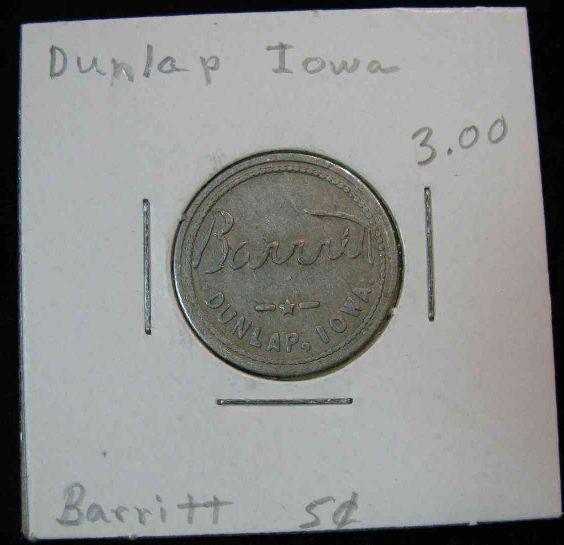 Dunlap Iowa
3.00
Barritt
DUNLAP, IOWA.
Barritt 5¢